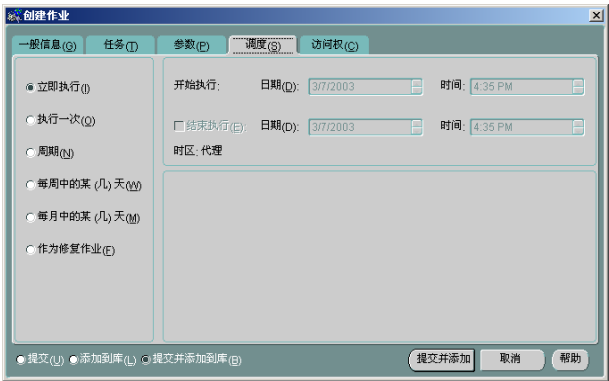 创建作业
一般信息(G) 任务(T) 参数(P) 调度(S) 访问权(C)
立即执行(I)
执行一次(O)
周期(N)
每周中的某 (几) 天(W)
每月中的某 (几) 天(M)
作为修复作业(F)
开始执行: 日期(D): 3/7/2003 时间: 4:35 PM
结束执行(E): 日期(D): 3/7/2003 时间: 4:35 PM
时区: 代理
提交(U) 添加到库(L) 提交并添加到库(B) 提交并添加 取消 帮助